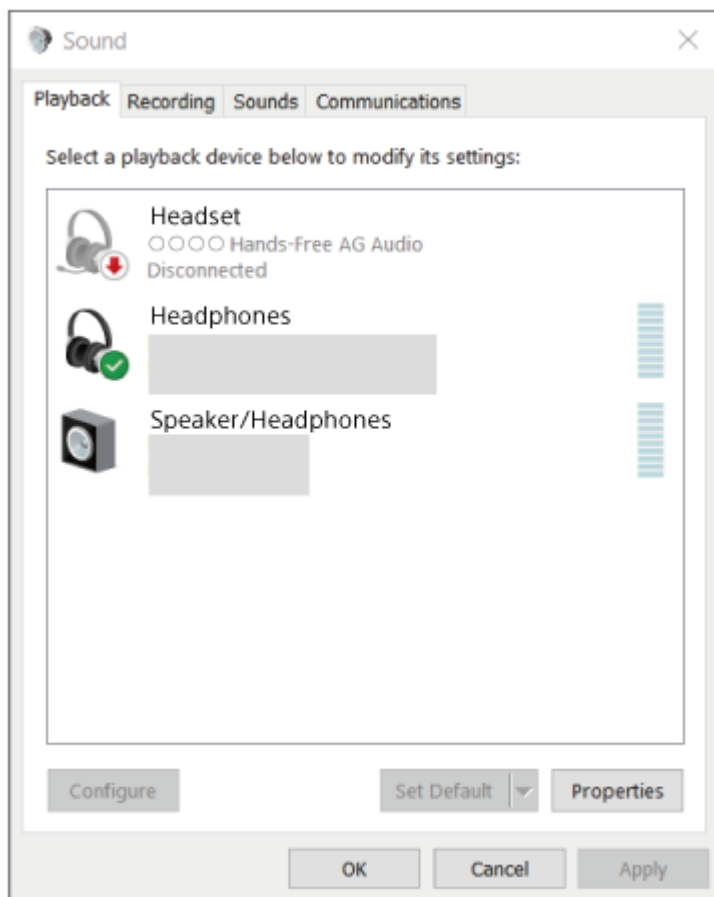 Sound
Playback Recording Sounds Communications
Select a playback device below to modify its settings:
Headset
○○○○ Hands-Free AG Audio
Disconnected
Headphones
Speaker/Headphones
Configure Set Default Properties
OK Cancel Apply